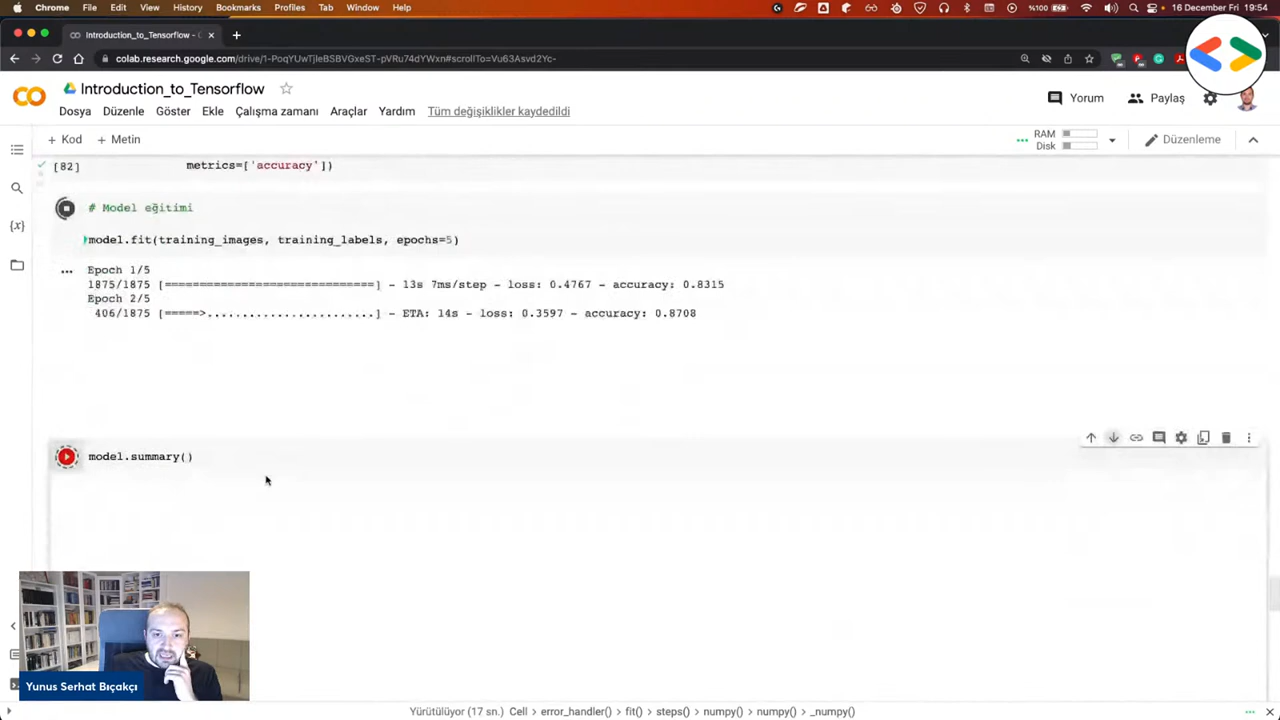 Chrome File Edit View History Bookmarks Profiles Tab Window Help %100 16 December Fri 19:54
Introduction_to_Tensorflow - 
colab.research.google.com/drive/1-PoqYUwTjleBSBVGxeST-pVRu74dYWxn#scrollTo=Vu63Asvd2Yc-
Introduction_to_Tensorflow
Dosya Düzenle Göster Ekle Çalışma zamanı Araçlar Yardım Tüm değişiklikler kaydedildi
Yorum Paylaş
+ Kod + Metin
RAM
Disk
Düzenleme
[82] metrics=['accuracy'])
# Model eğitimi
model.fit(training_images, training_labels, epochs=5)
Epoch 1/5
1875/1875 [==============================] - 13s 7ms/step - loss: 0.4767 - accuracy: 0.8315
Epoch 2/5
406/1875 [=====>........................] - ETA: 14s - loss: 0.3597 - accuracy: 0.8708
model.summary()
Yunus Serhat Bıçakçı
Yürütülüyor (17 sn.) Cell > error_handler() > fit() > steps() > numpy() > numpy() > _numpy()